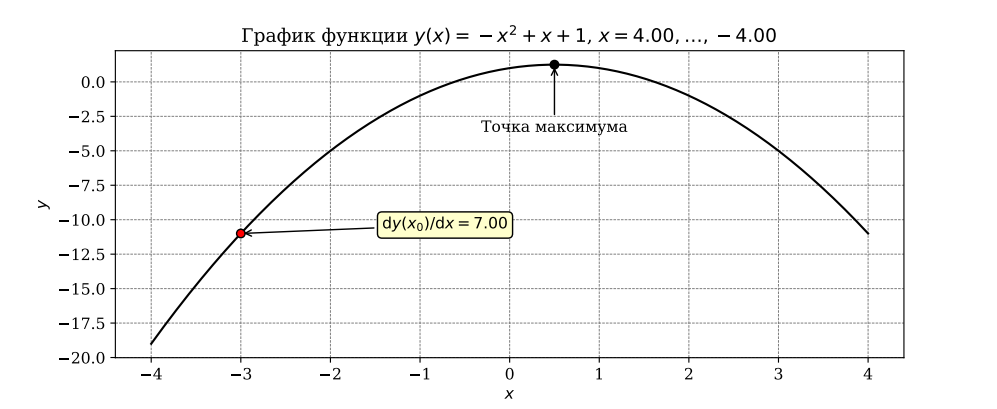 График функции y(x) = −x² + x + 1, x = 4.00, ..., −4.00
0.0
−2.5
−5.0
−7.5
−10.0
−12.5
−15.0
−17.5
−20.0
y
Точка максимума
dy(x₀)/dx = 7.00
−4 −3 −2 −1 0 1 2 3 4
x